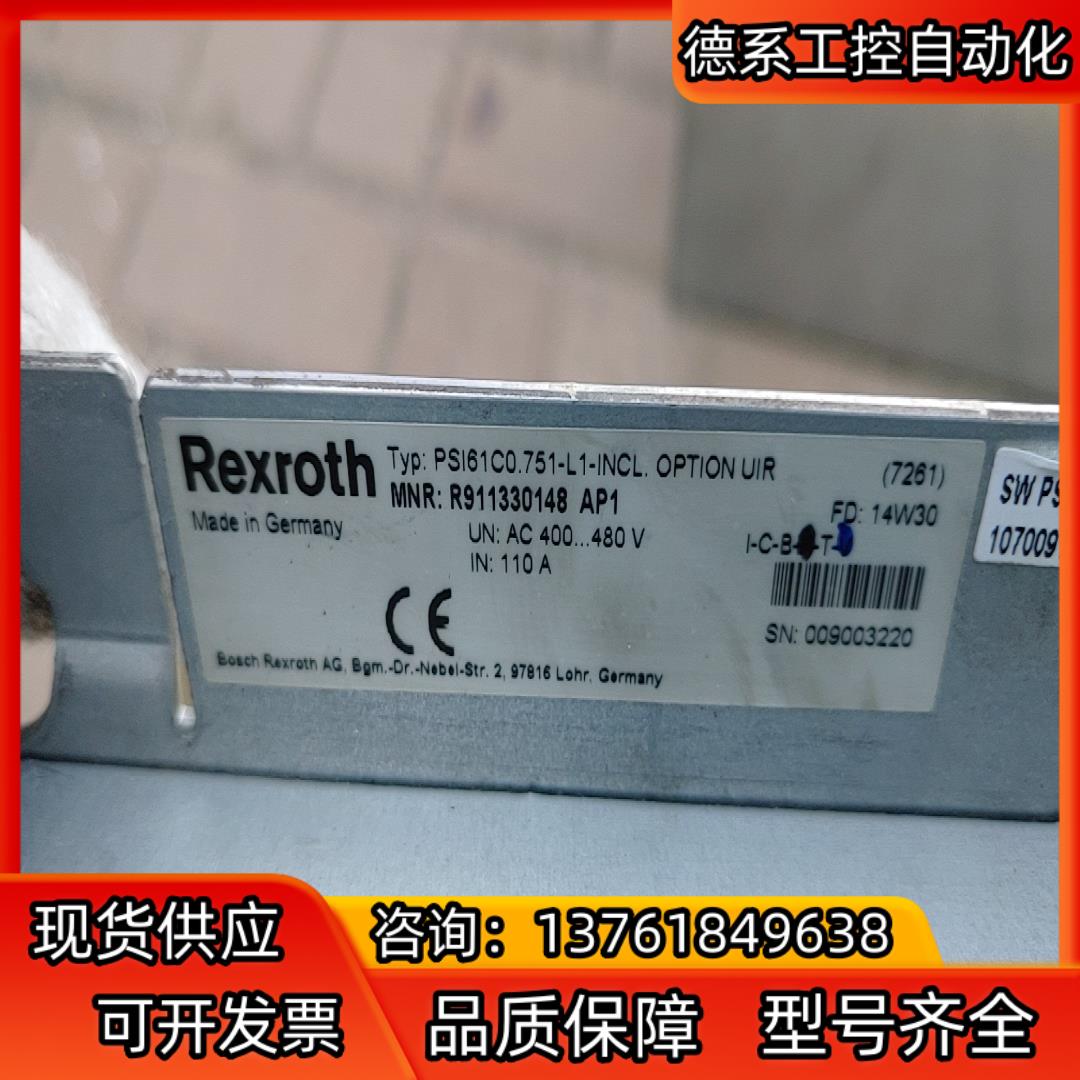 德系工控自动化
Rexroth
Typ: PSI61C0.751-L1-INCL. OPTION UIR
(7261)
MNR: R911330148 AP1
FD: 14W30
Made in Germany
UN: AC 400...480 V
IN: 110 A
I-C-B-
-T-
CE
SN: 009003220
Bosch Rexroth AG, Bgm.-Dr.-Nebel-Str. 2, 97816 Lohr, Germany
SW PS
107009
现货供应
咨询：13761849638
可开发票
品质保障
型号齐全